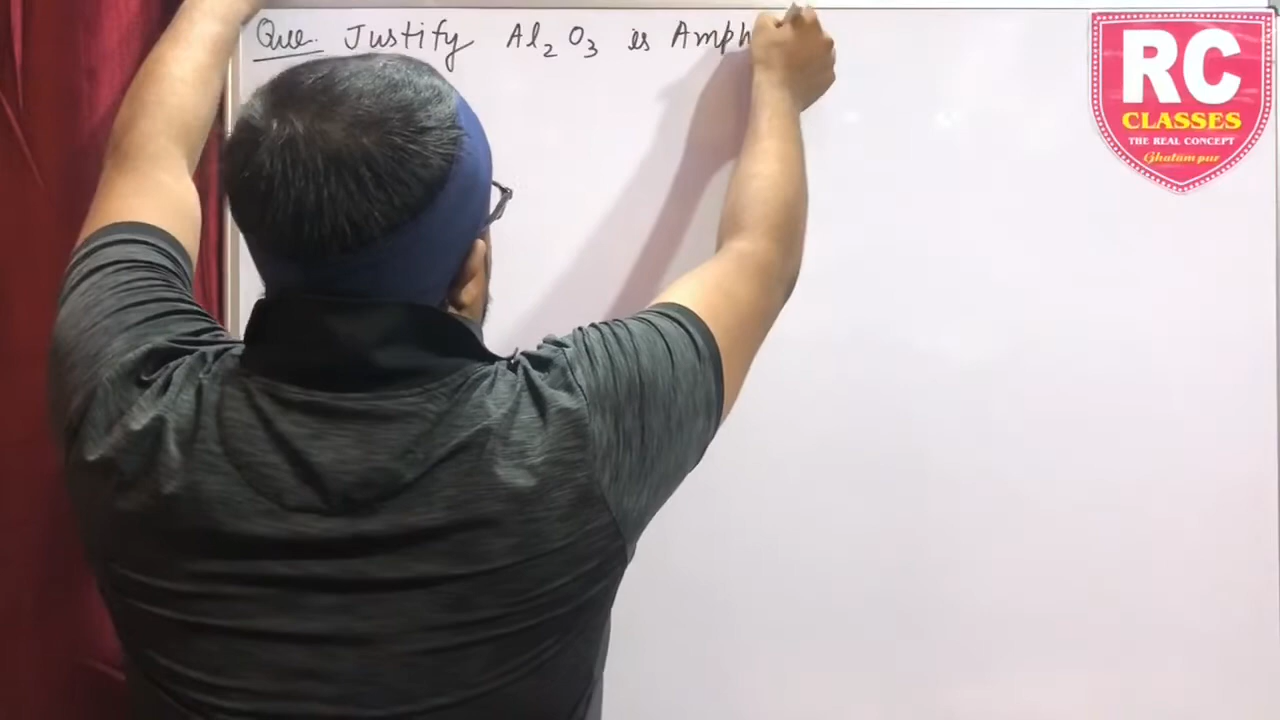 Que. Justify Al2O3 is Amph
RC
CLASSES
THE REAL CONCEPT
Ghatampur